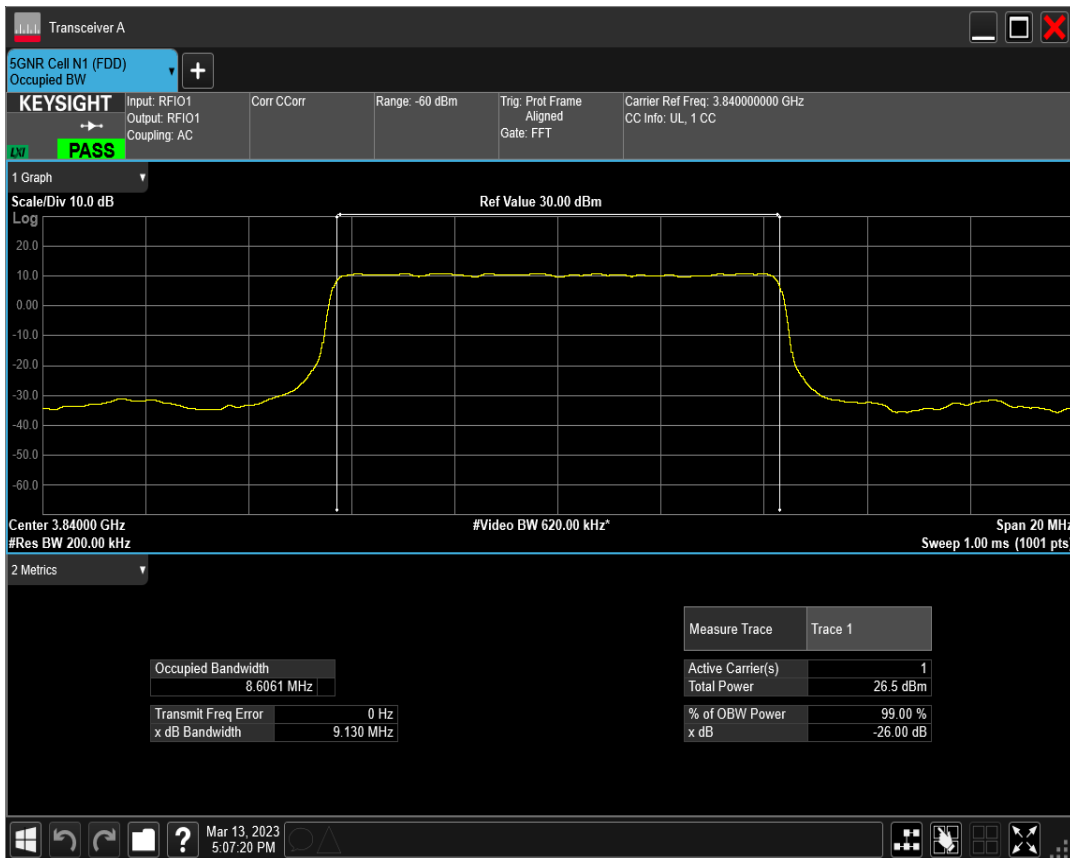 Transceiver A
5GNR Cell N1 (FDD)
Occupied BW
+
KEYSIGHT
LXI
PASS
Input: RFIO1
Output: RFIO1
Coupling: AC
Corr CCorr
Range: -60 dBm
Trig: Prot Frame
Aligned
Gate: FFT
Carrier Ref Freq: 3.840000000 GHz
CC Info: UL, 1 CC
1 Graph
Scale/Div 10.0 dB
Ref Value 30.00 dBm
Log
20.0
10.0
0.00
-10.0
-20.0
-30.0
-40.0
-50.0
-60.0
Center 3.84000 GHz
#Video BW 620.00 kHz*
Span 20 MHz
#Res BW 200.00 kHz
Sweep 1.00 ms (1001 pts)
2 Metrics
Measure Trace Trace 1
Occupied Bandwidth
8.6061 MHz
Active Carrier(s) 1
Total Power 26.5 dBm
Transmit Freq Error 0 Hz
x dB Bandwidth 9.130 MHz
% of OBW Power 99.00 %
x dB -26.00 dB
?
Mar 13, 2023
5:07:20 PM